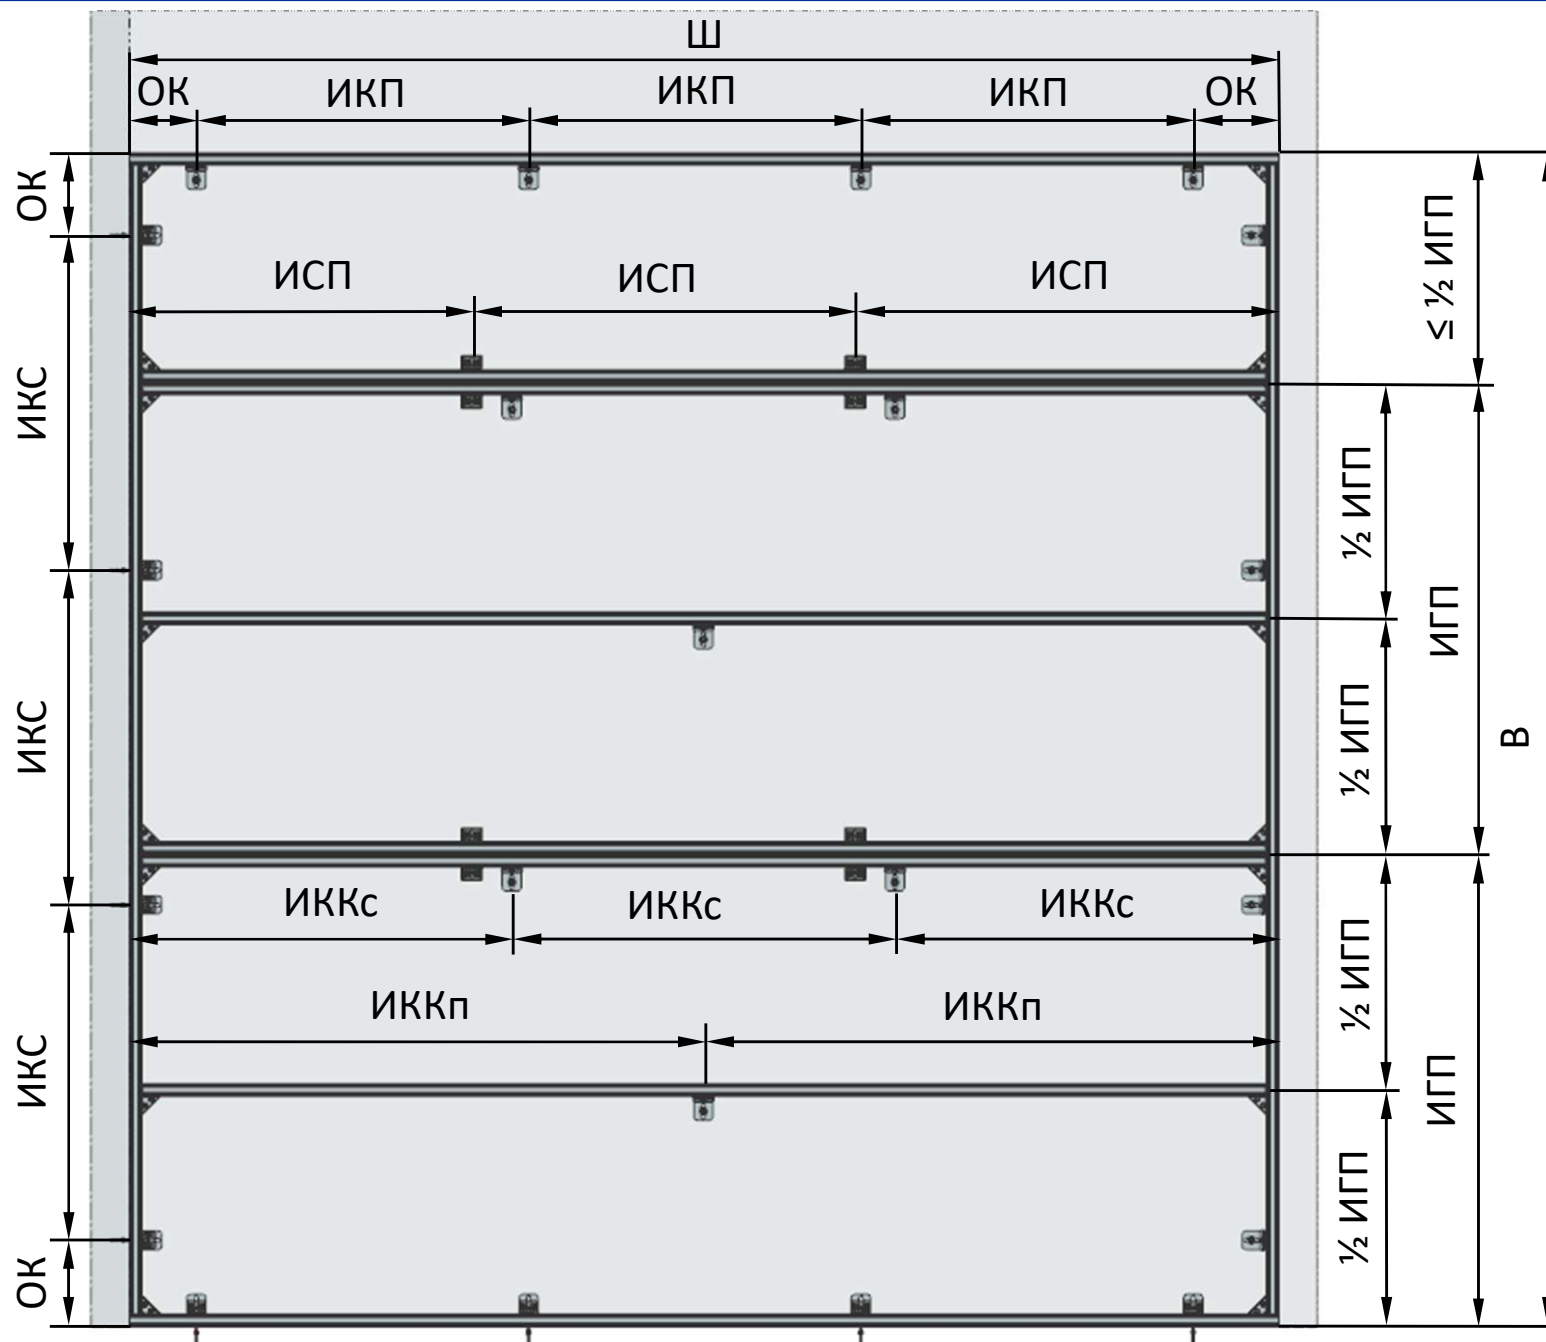 Ш
ОК
ИКП
ИКП
ИКП
ОК
ОК
ИКС
ИКС
ИКС
ОК
ИСП
ИСП
ИСП
ИККс
ИККс
ИККс
ИККп
ИККп
≤ ½ ИГП
½ ИГП
½ ИГП
½ ИГП
½ ИГП
ИГП
ИГП
В